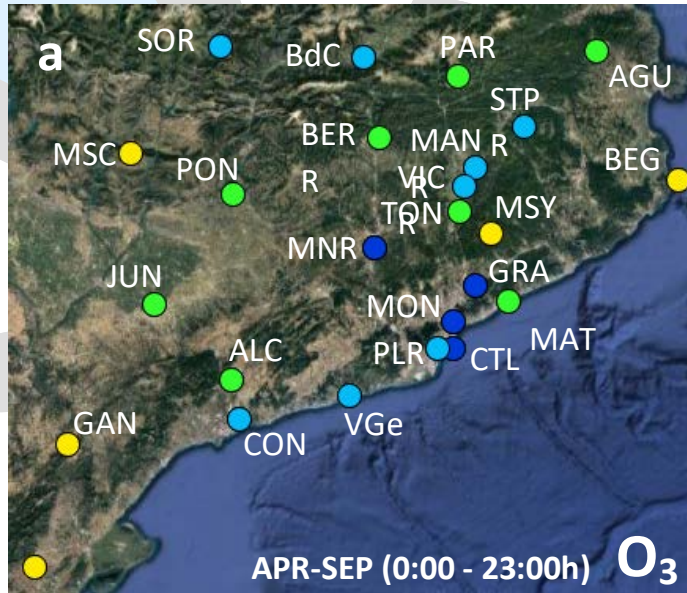 a
SOR
BdC
PAR
AGU
STP
BER
MAN
R
MSC
PON
R
VIC
R
BEG
TON
R
MSY
MNR
GRA
JUN
MON
MAT
ALC
PLR
CTL
GAN
CON
VGe
APR-SEP (0:00 - 23:00h) O₃